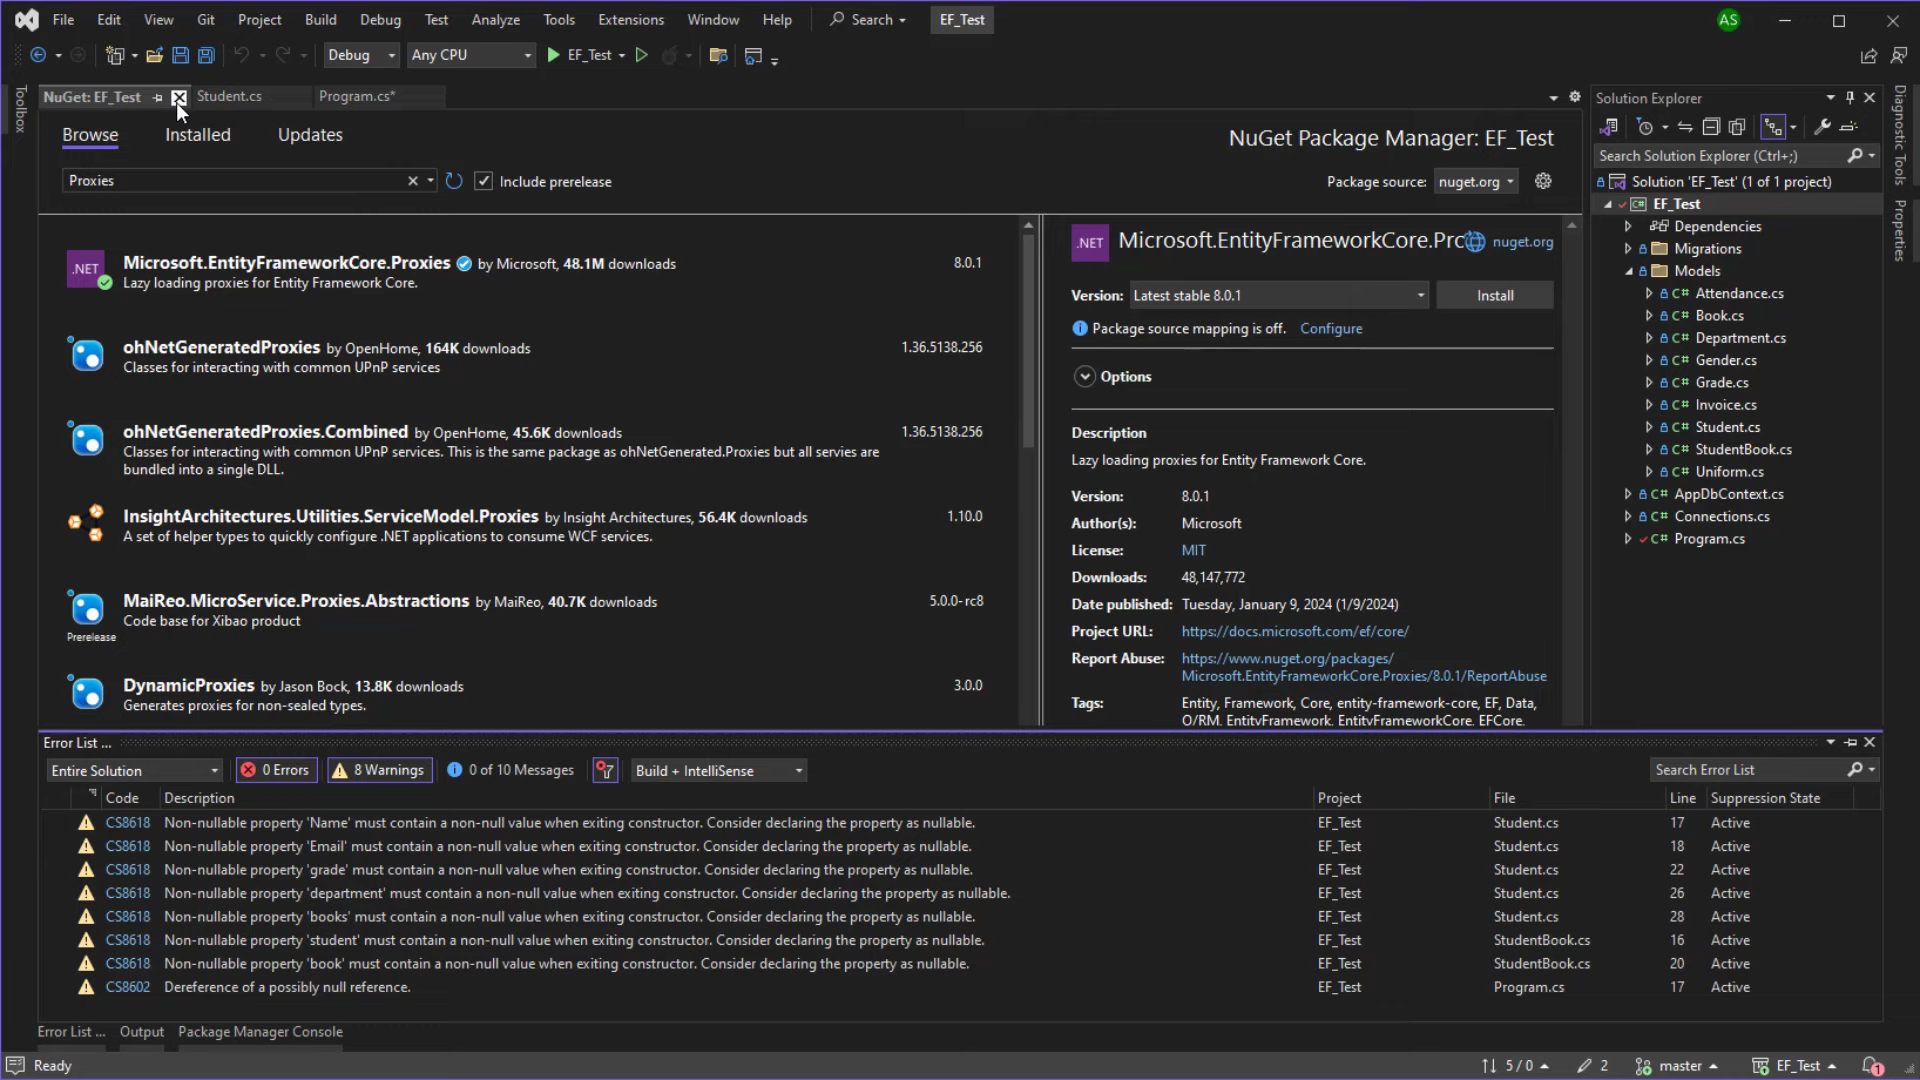 File Edit View Git Project Build Debug Test Analyze Tools Extensions Window Help Search EF_Test AS
Debug Any CPU EF_Test
Toolbox
NuGet: EF_Test Student.cs Program.cs*
Browse Installed Updates
NuGet Package Manager: EF_Test
Proxies Include prerelease
Package source: nuget.org
.NET Microsoft.EntityFrameworkCore.Proxies by Microsoft, 48.1M downloads 8.0.1
Lazy loading proxies for Entity Framework Core.
ohNetGeneratedProxies by OpenHome, 164K downloads 1.36.5138.256
Classes for interacting with common UPnP services
ohNetGeneratedProxies.Combined by OpenHome, 45.6K downloads 1.36.5138.256
Classes for interacting with common UPnP services. This is the same package as ohNetGenerated.Proxies but all servies are
bundled into a single DLL.
InsightArchitectures.Utilities.ServiceModel.Proxies by Insight Architectures, 56.4K downloads 1.10.0
A set of helper types to quickly configure .NET applications to consume WCF services.
MaiReo.MicroService.Proxies.Abstractions by MaiReo, 40.7K downloads 5.0.0-rc8
Code base for Xibao product
Prerelease
DynamicProxies by Jason Bock, 13.8K downloads 3.0.0
Generates proxies for non-sealed types.
.NET Microsoft.EntityFrameworkCore.Prc nuget.org
Version: Latest stable 8.0.1 Install
Package source mapping is off. Configure
Options
Description
Lazy loading proxies for Entity Framework Core.
Version: 8.0.1
Author(s): Microsoft
License: MIT
Downloads: 48,147,772
Date published: Tuesday, January 9, 2024 (1/9/2024)
Project URL: https://docs.microsoft.com/ef/core/
Report Abuse: https://www.nuget.org/packages/
Microsoft.EntityFrameworkCore.Proxies/8.0.1/ReportAbuse
Tags: Entity, Framework, Core, entity-framework-core, EF, Data,
O/RM, EntityFramework, EntityFrameworkCore, EFCore,
Solution Explorer
Search Solution Explorer (Ctrl+;)
Solution 'EF_Test' (1 of 1 project)
C# EF_Test
Dependencies
Migrations
Models
C# Attendance.cs
C# Book.cs
C# Department.cs
C# Gender.cs
C# Grade.cs
C# Invoice.cs
C# Student.cs
C# StudentBook.cs
C# Uniform.cs
C# AppDbContext.cs
C# Connections.cs
C# Program.cs
Diagnostic Tools
Properties
Error List ...
Entire Solution 0 Errors 8 Warnings 0 of 10 Messages Build + IntelliSense Search Error List
Code Description Project File Line Suppression State
CS8618 Non-nullable property 'Name' must contain a non-null value when exiting constructor. Consider declaring the property as nullable. EF_Test Student.cs 17 Active
CS8618 Non-nullable property 'Email' must contain a non-null value when exiting constructor. Consider declaring the property as nullable. EF_Test Student.cs 18 Active
CS8618 Non-nullable property 'grade' must contain a non-null value when exiting constructor. Consider declaring the property as nullable. EF_Test Student.cs 22 Active
CS8618 Non-nullable property 'department' must contain a non-null value when exiting constructor. Consider declaring the property as nullable. EF_Test Student.cs 26 Active
CS8618 Non-nullable property 'books' must contain a non-null value when exiting constructor. Consider declaring the property as nullable. EF_Test Student.cs 28 Active
CS8618 Non-nullable property 'student' must contain a non-null value when exiting constructor. Consider declaring the property as nullable. EF_Test StudentBook.cs 16 Active
CS8618 Non-nullable property 'book' must contain a non-null value when exiting constructor. Consider declaring the property as nullable. EF_Test StudentBook.cs 20 Active
CS8602 Dereference of a possibly null reference. EF_Test Program.cs 17 Active
Error List ... Output Package Manager Console
Ready 5 / 0 2 master EF_Test 1